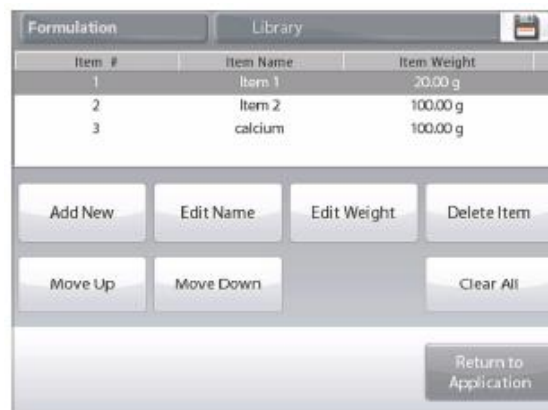 Formulation Library
Item # Item Name Item Weight
1 Item 1 20.00 g
2 Item 2 100.00 g
3 calcium 100.00 g
Add New Edit Name Edit Weight Delete Item
Move Up Move Down Clear All
Return to
Application